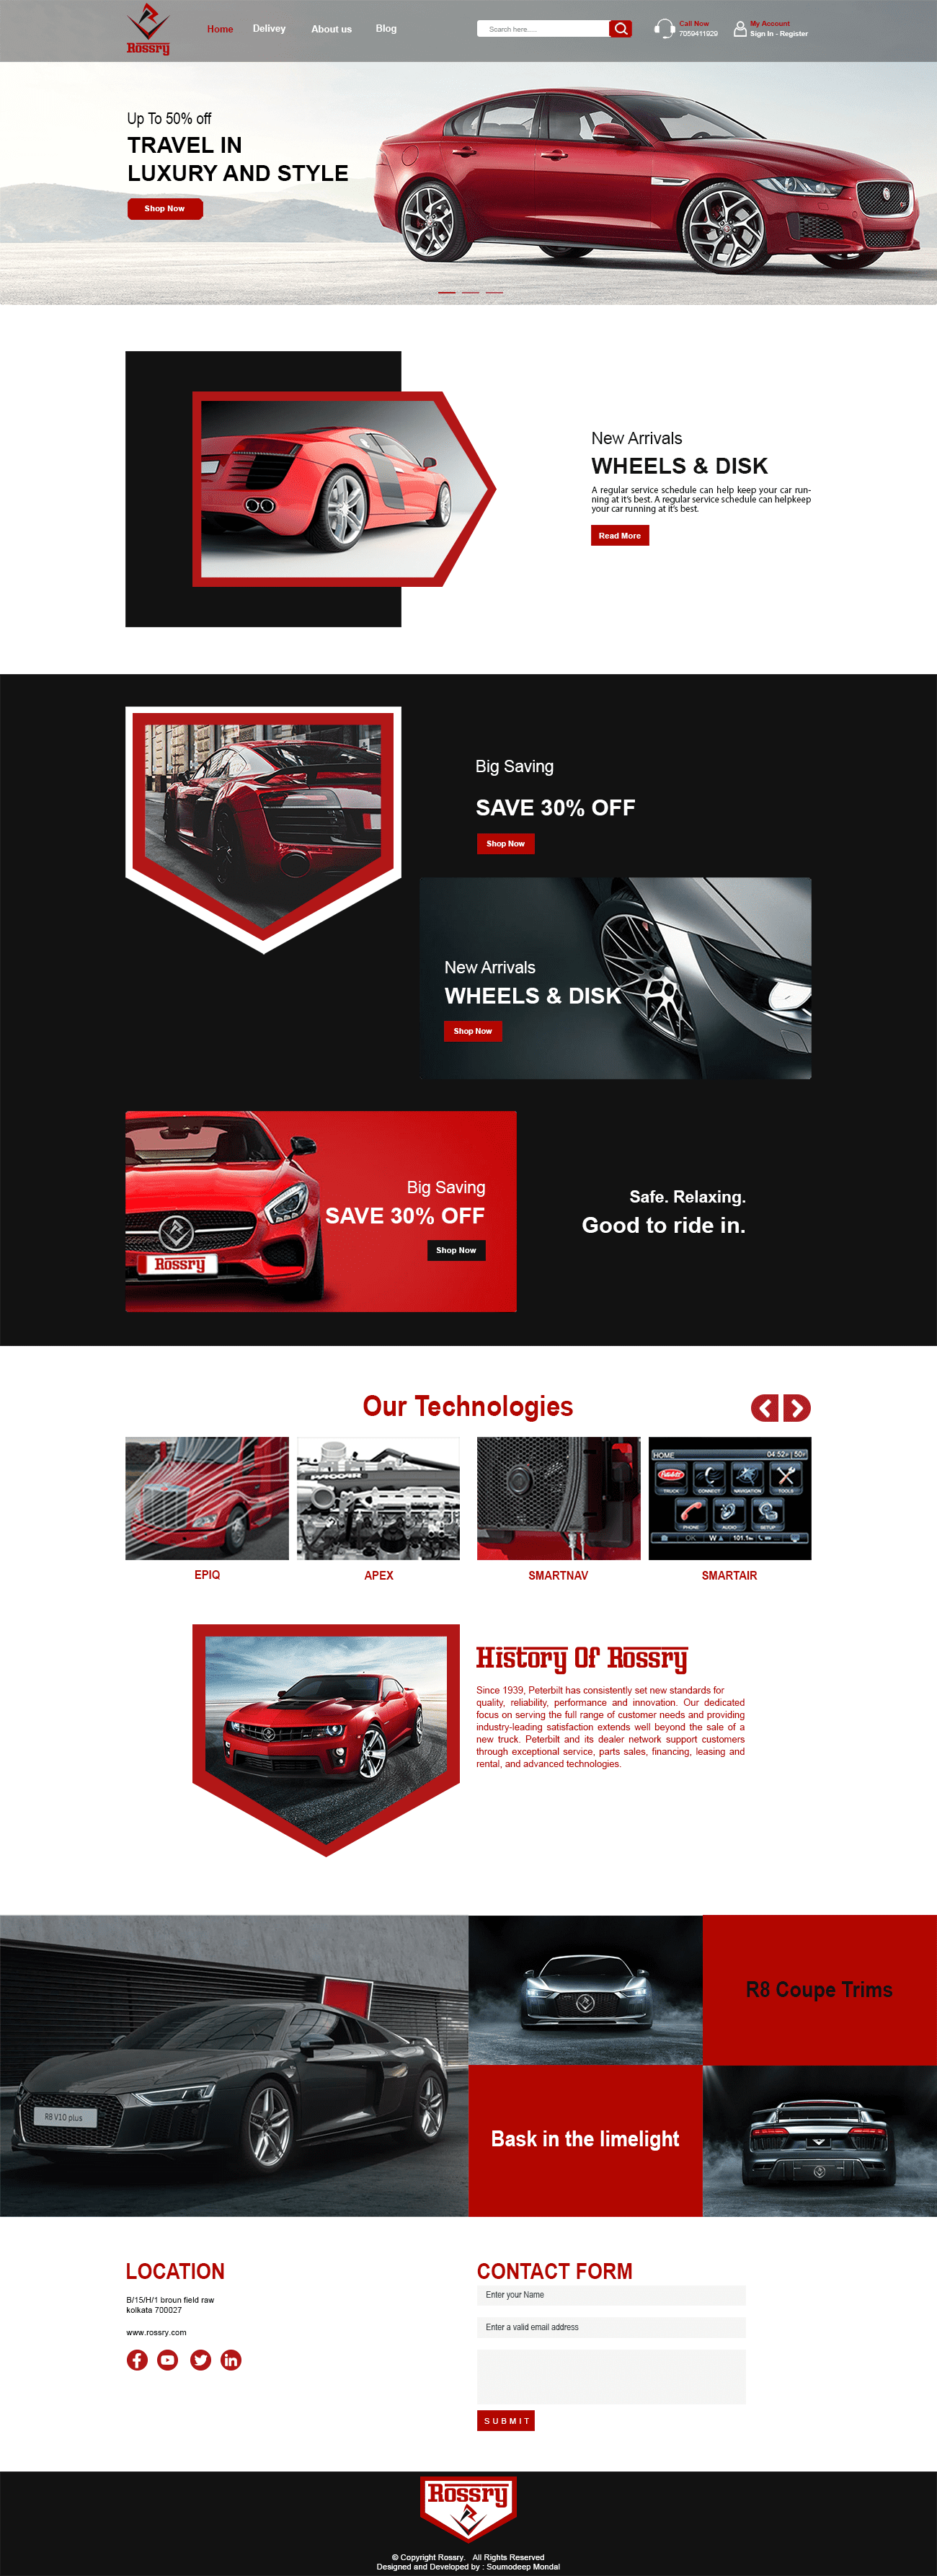 Rossry
Home
Delivey
About us
Blog
Search here.....
Call Now
7059411929
My Account
Sign In - Register
Up To 50% off
TRAVEL IN
LUXURY AND STYLE
Shop Now
New Arrivals
WHEELS & DISK
A regular service schedule can help keep your car run-
ning at it's best. A regular service schedule can helpkeep
your car running at it's best.
Read More
Big Saving
SAVE 30% OFF
Shop Now
New Arrivals
WHEELS & DISK
Shop Now
Big Saving
SAVE 30% OFF
Shop Now
Rossry
Safe. Relaxing.
Good to ride in.
Our Technologies
PACCAR
HOME
04:52P | 50F
Peterbilt
TRUCK
CONNECT
NAVIGATION
TOOLS
PHONE
AUDIO
SETUP
OK
W
101.1
EPIQ
APEX
SMARTNAV
SMARTAIR
History Of Rossry
Since 1939, Peterbilt has consistently set new standards for
quality, reliability, performance and innovation. Our dedicated
focus on serving the full range of customer needs and providing
industry-leading satisfaction extends well beyond the sale of a
new truck. Peterbilt and its dealer network support customers
through exceptional service, parts sales, financing, leasing and
rental, and advanced technologies.
R8 V10 plus
R8 Coupe Trims
Bask in the limelight
LOCATION
B/15/H/1 broun field raw
kolkata 700027
www.rossry.com
CONTACT FORM
Enter your Name
Enter a valid email address
SUBMIT
Rossry
© Copyright Rossry. All Rights Reserved
Designed and Developed by : Soumodeep Mondal